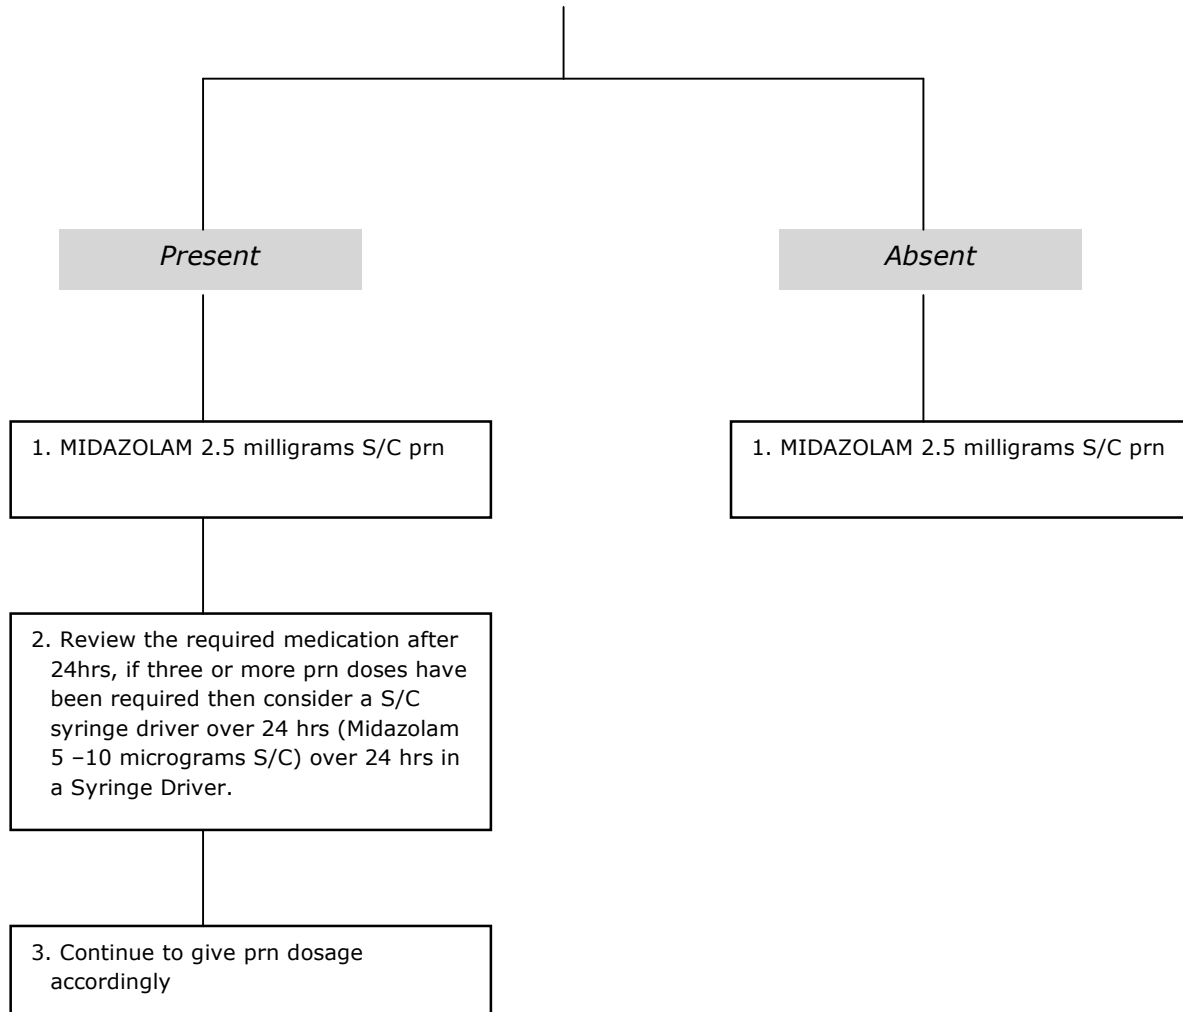 Present
Absent
1. MIDAZOLAM 2.5 milligrams S/C prn
1. MIDAZOLAM 2.5 milligrams S/C prn
2. Review the required medication after
24hrs, if three or more prn doses have
been required then consider a S/C
syringe driver over 24 hrs (Midazolam
5 –10 micrograms S/C) over 24 hrs in
a Syringe Driver.
3. Continue to give prn dosage
accordingly